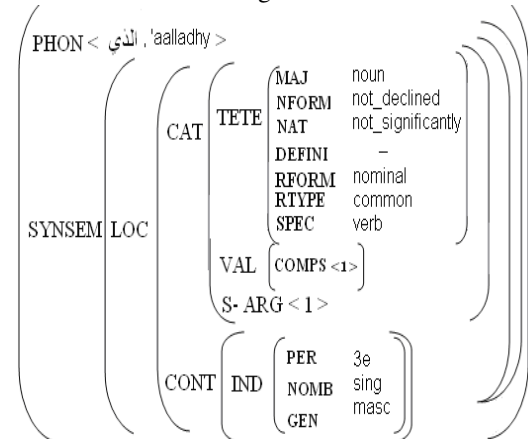 PHON < الذي , 'aalladhy >
MAJ noun
NFORM not_declined
CAT TETE NAT not_significantly
DEFINI –
RFORM nominal
RTYPE common
SYNSEM LOC SPEC verb
VAL COMPS <1>
S- ARG < 1 >
PER 3e
CONT IND NOMB sing
GEN masc